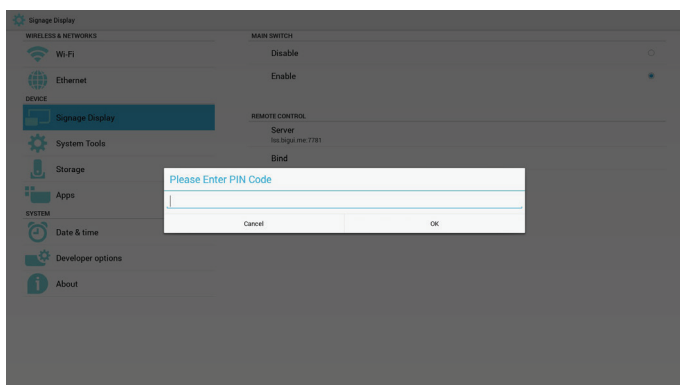 Signage Display
WIRELESS & NETWORKS
Wi-Fi
Ethernet
DEVICE
Signage Display
System Tools
Storage
Apps
SYSTEM
Date & time
Developer options
About
MAIN SWITCH
Disable
Enable
REMOTE CONTROL
Server
Bind
Please Enter PIN Code
Cancel
OK